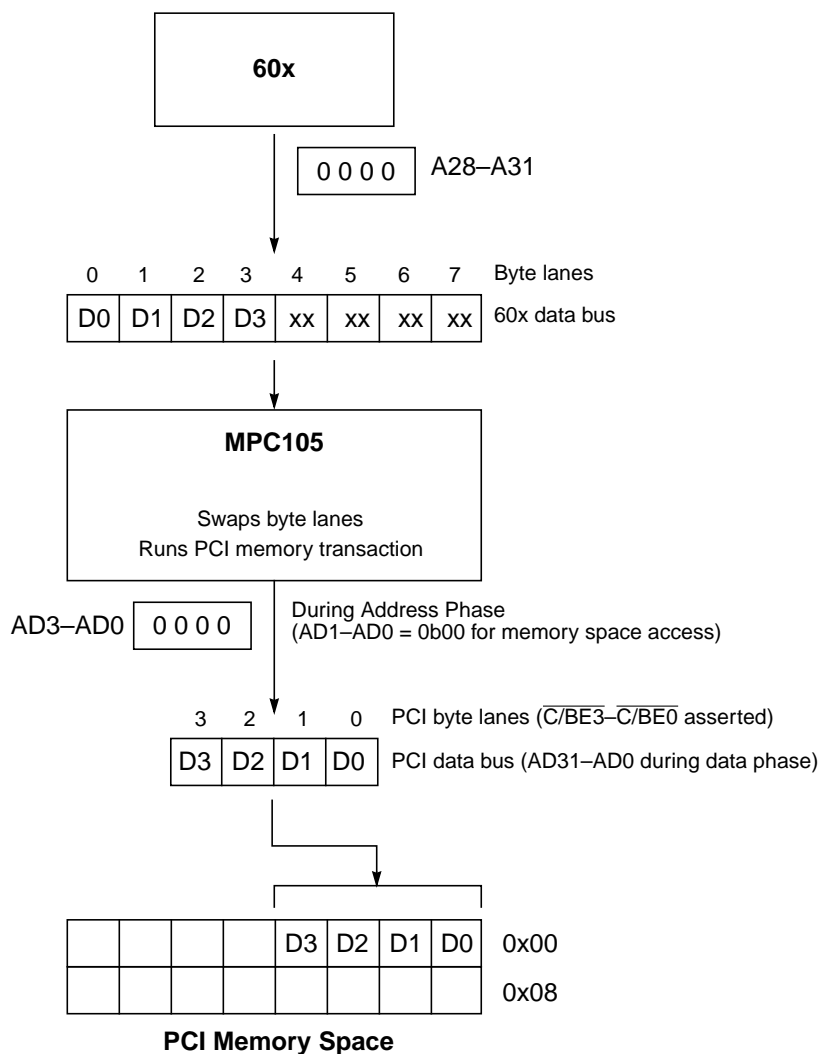 60x
0 0 0 0 A28–A31
0 1 2 3 4 5 6 7 Byte lanes
D0 D1 D2 D3 xx xx xx xx 60x data bus
MPC105
Swaps byte lanes
Runs PCI memory transaction
AD3–AD0 0 0 0 0 During Address Phase
(AD1–AD0 = 0b00 for memory space access)
3 2 1 0 PCI byte lanes (C/BE3–C/BE0 asserted)
D3 D2 D1 D0 PCI data bus (AD31–AD0 during data phase)
D3 D2 D1 D0 0x00
0x08
PCI Memory Space